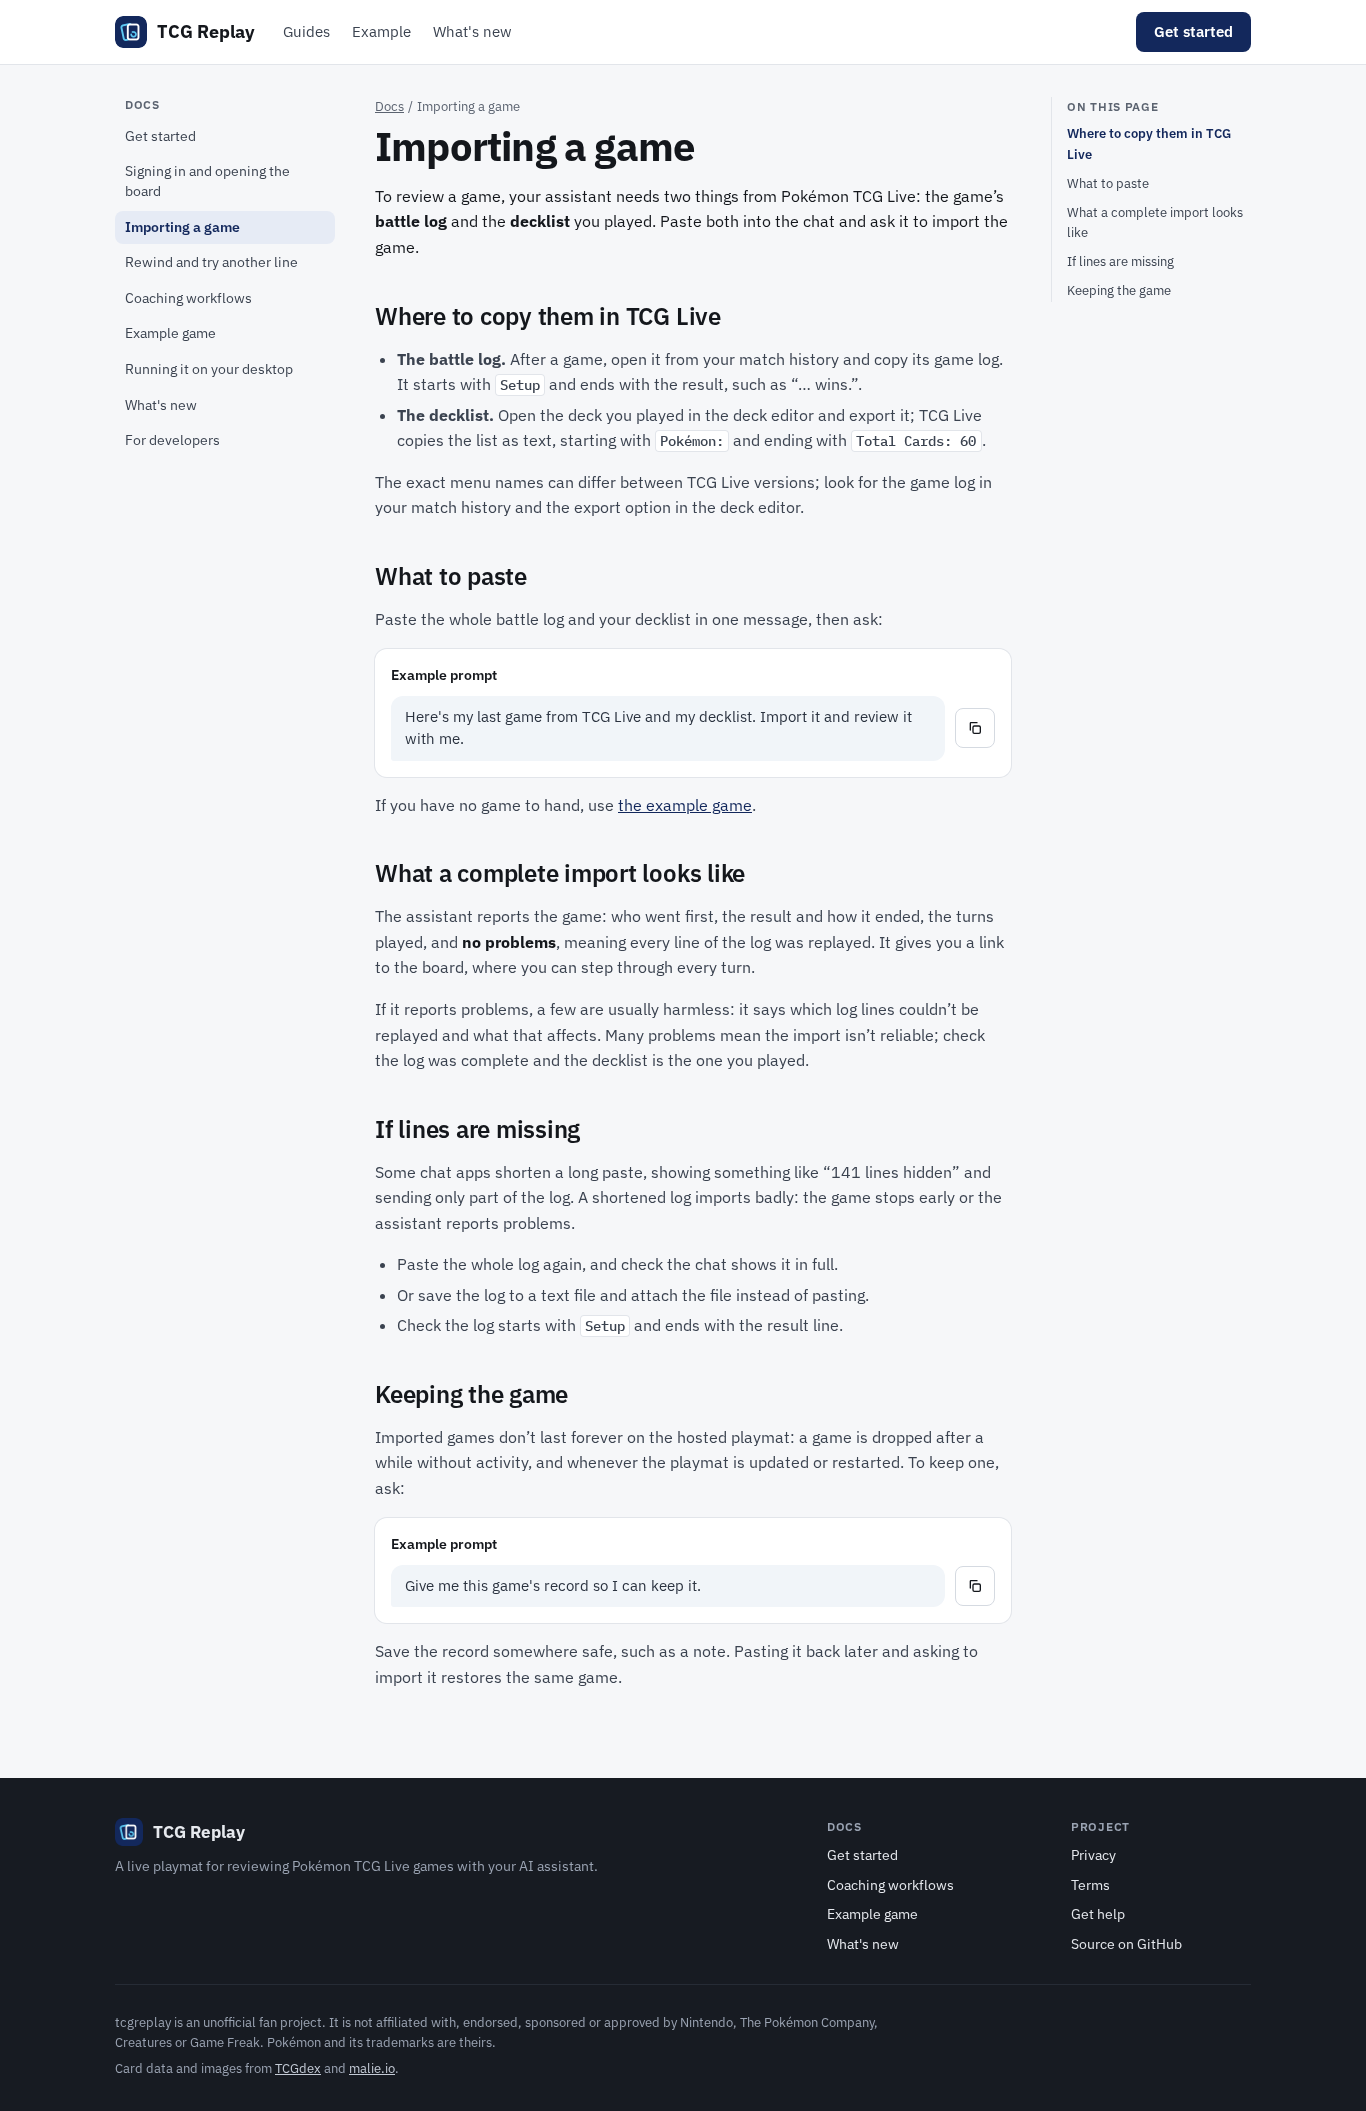 TCG Replay
Guides
Example
What's new
Get started
DOCS
Get started
Signing in and opening the
board
Importing a game
Rewind and try another line
Coaching workflows
Example game
Running it on your desktop
What's new
For developers
Docs / Importing a game
Importing a game
To review a game, your assistant needs two things from Pokémon TCG Live: the game’s
battle log and the decklist you played. Paste both into the chat and ask it to import the
game.
Where to copy them in TCG Live
• The battle log. After a game, open it from your match history and copy its game log.
It starts with Setup and ends with the result, such as “… wins.”.
• The decklist. Open the deck you played in the deck editor and export it; TCG Live
copies the list as text, starting with Pokémon: and ending with Total Cards: 60.
The exact menu names can differ between TCG Live versions; look for the game log in
your match history and the export option in the deck editor.
What to paste
Paste the whole battle log and your decklist in one message, then ask:
Example prompt
Here's my last game from TCG Live and my decklist. Import it and review it
with me.
If you have no game to hand, use the example game.
What a complete import looks like
The assistant reports the game: who went first, the result and how it ended, the turns
played, and no problems, meaning every line of the log was replayed. It gives you a link
to the board, where you can step through every turn.
If it reports problems, a few are usually harmless: it says which log lines couldn’t be
replayed and what that affects. Many problems mean the import isn’t reliable; check
the log was complete and the decklist is the one you played.
If lines are missing
Some chat apps shorten a long paste, showing something like “141 lines hidden” and
sending only part of the log. A shortened log imports badly: the game stops early or the
assistant reports problems.
• Paste the whole log again, and check the chat shows it in full.
• Or save the log to a text file and attach the file instead of pasting.
• Check the log starts with Setup and ends with the result line.
Keeping the game
Imported games don’t last forever on the hosted playmat: a game is dropped after a
while without activity, and whenever the playmat is updated or restarted. To keep one,
ask:
Example prompt
Give me this game's record so I can keep it.
Save the record somewhere safe, such as a note. Pasting it back later and asking to
import it restores the same game.
ON THIS PAGE
Where to copy them in TCG
Live
What to paste
What a complete import looks
like
If lines are missing
Keeping the game
TCG Replay
A live playmat for reviewing Pokémon TCG Live games with your AI assistant.
DOCS
Get started
Coaching workflows
Example game
What's new
PROJECT
Privacy
Terms
Get help
Source on GitHub
tcgreplay is an unofficial fan project. It is not affiliated with, endorsed, sponsored or approved by Nintendo, The Pokémon Company,
Creatures or Game Freak. Pokémon and its trademarks are theirs.
Card data and images from TCGdex and malie.io.